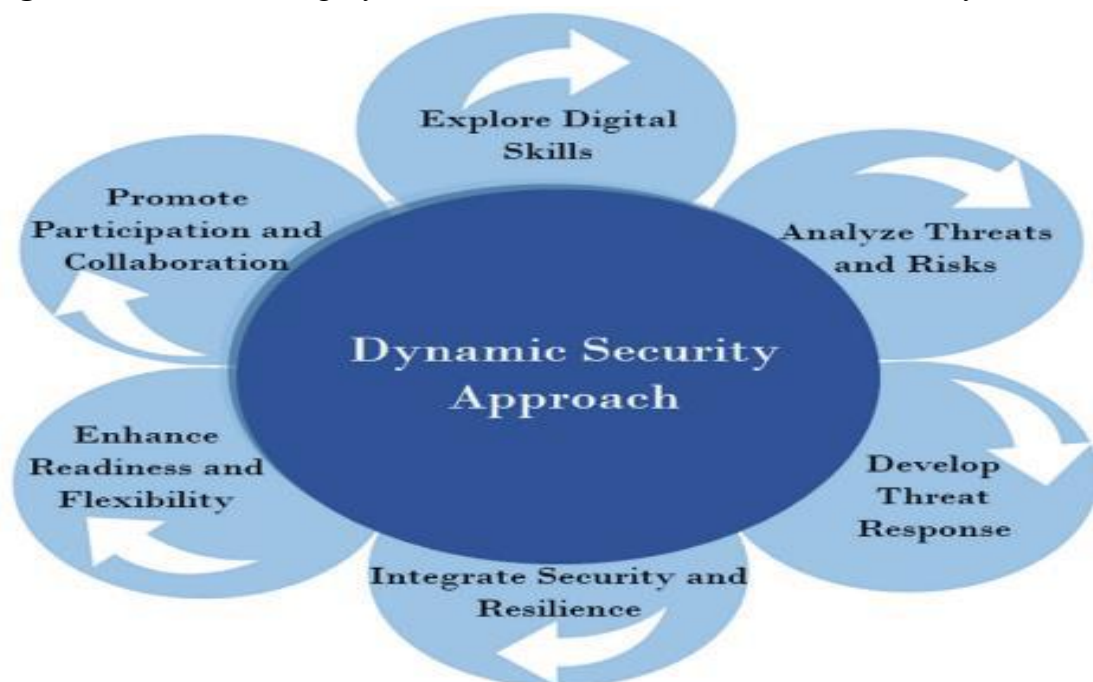 Explore Digital
Skills
Analyze Threats
and Risks
Develop
Threat
Response
Integrate Security and
Resilience
Enhance
Readiness and
Flexibility
Promote
Participation and
Collaboration
Dynamic Security
Approach